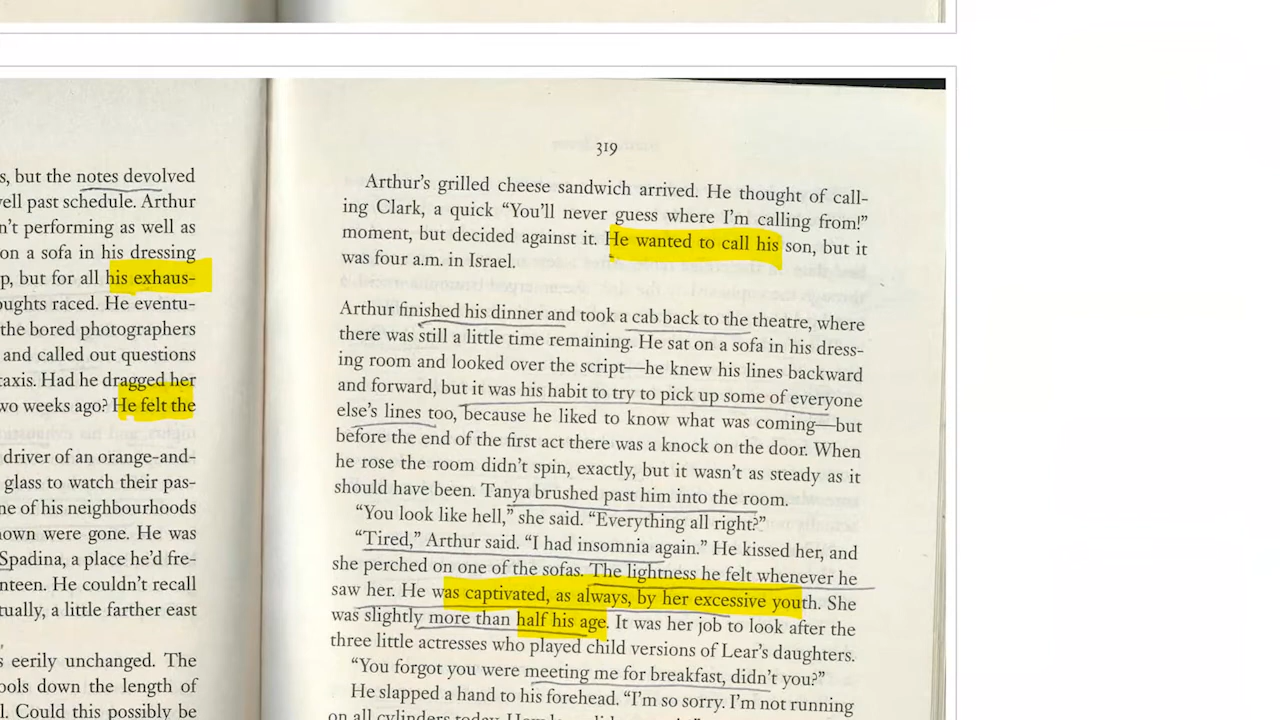 s, but the notes devolved
ell past schedule. Arthur
n't performing as well as
on a sofa in his dressing
p, but for all his exhaus-
oughts raced. He eventu-
the bored photographers
and called out questions
taxis. Had he dragged her
wo weeks ago? He felt the
driver of an orange-and-
glass to watch their pas-
ne of his neighbourhoods
nown were gone. He was
Spadina, a place he'd fre-
nteen. He couldn't recall
tually, a little farther east
s eerily unchanged. The
ools down the length of
l. Could this possibly be
319
Arthur's grilled cheese sandwich arrived. He thought of call-
ing Clark, a quick “You'll never guess where I'm calling from!”
moment, but decided against it. He wanted to call his son, but it
was four a.m. in Israel.
Arthur finished his dinner and took a cab back to the theatre, where
there was still a little time remaining. He sat on a sofa in his dress-
ing room and looked over the script—he knew his lines backward
and forward, but it was his habit to try to pick up some of everyone
else's lines too, because he liked to know what was coming—but
before the end of the first act there was a knock on the door. When
he rose the room didn't spin, exactly, but it wasn't as steady as it
should have been. Tanya brushed past him into the room.
“You look like hell,” she said. “Everything all right?”
“Tired,” Arthur said. “I had insomnia again.” He kissed her, and
she perched on one of the sofas. The lightness he felt whenever he
saw her. He was captivated, as always, by her excessive youth. She
was slightly more than half his age. It was her job to look after the
three little actresses who played child versions of Lear's daughters.
“You forgot you were meeting me for breakfast, didn't you?”
He slapped a hand to his forehead. “I'm so sorry. I'm not running
on all cylinders today.